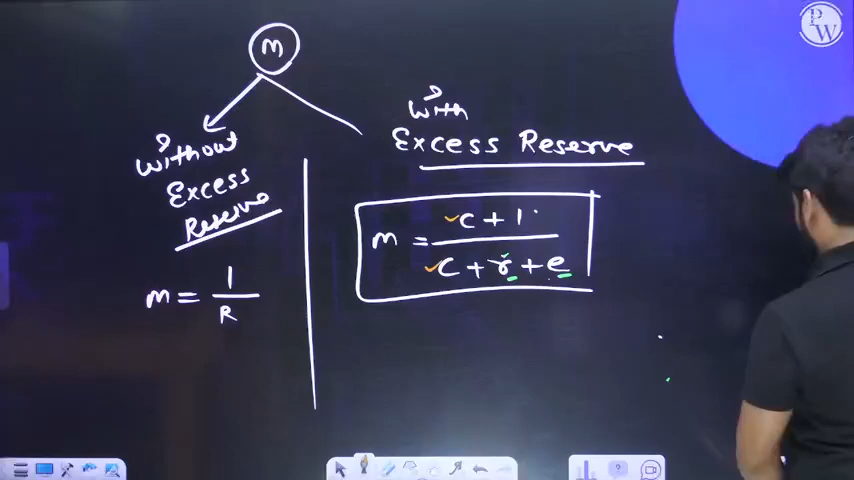 m
without
Excess
Reserve
m = 1/R
with
Excess Reserve
m = c + 1 / c + r + e
PW